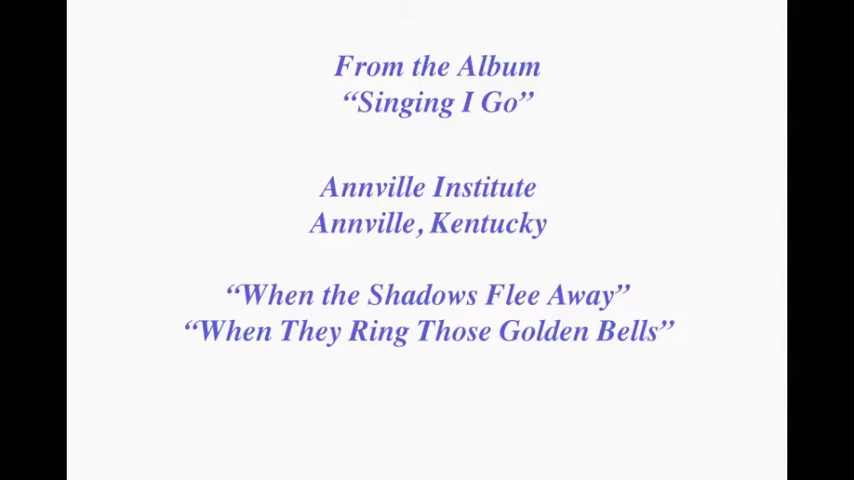 From the Album
“Singing I Go”
Annville Institute
Annville, Kentucky
“When the Shadows Flee Away”
“When They Ring Those Golden Bells”